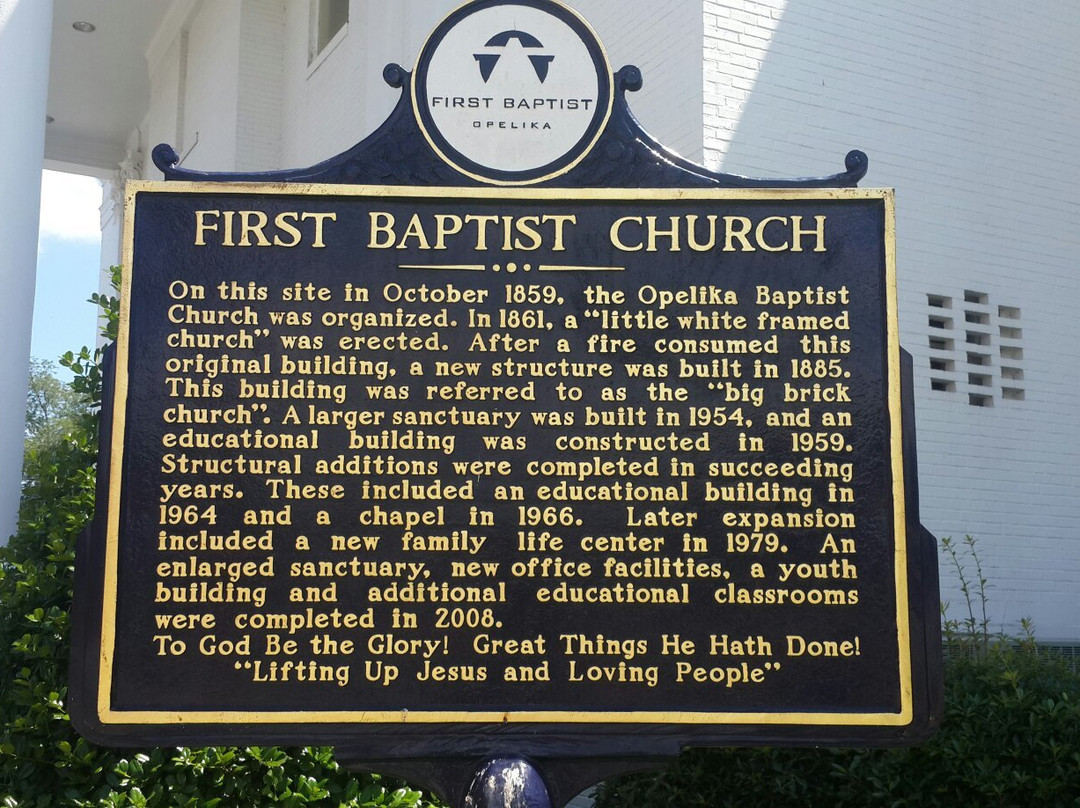 FIRST BAPTIST
OPELIKA
FIRST BAPTIST CHURCH
On this site in October 1859, the Opelika Baptist
Church was organized. In 1861, a "little white framed
church" was erected. After a fire consumed this
original building, a new structure was built in 1885.
This building was referred to as the "big brick
church". A larger sanctuary was built in 1954, and an
educational building was constructed in 1959.
Structural additions were completed in succeeding
years. These included an educational building in
1964 and a chapel in 1966. Later expansion
included a new family life center in 1979. An
enlarged sanctuary, new office facilities, a youth
building and additional educational classrooms
were completed in 2008.
To God Be the Glory! Great Things He Hath Done!
"Lifting Up Jesus and Loving People"